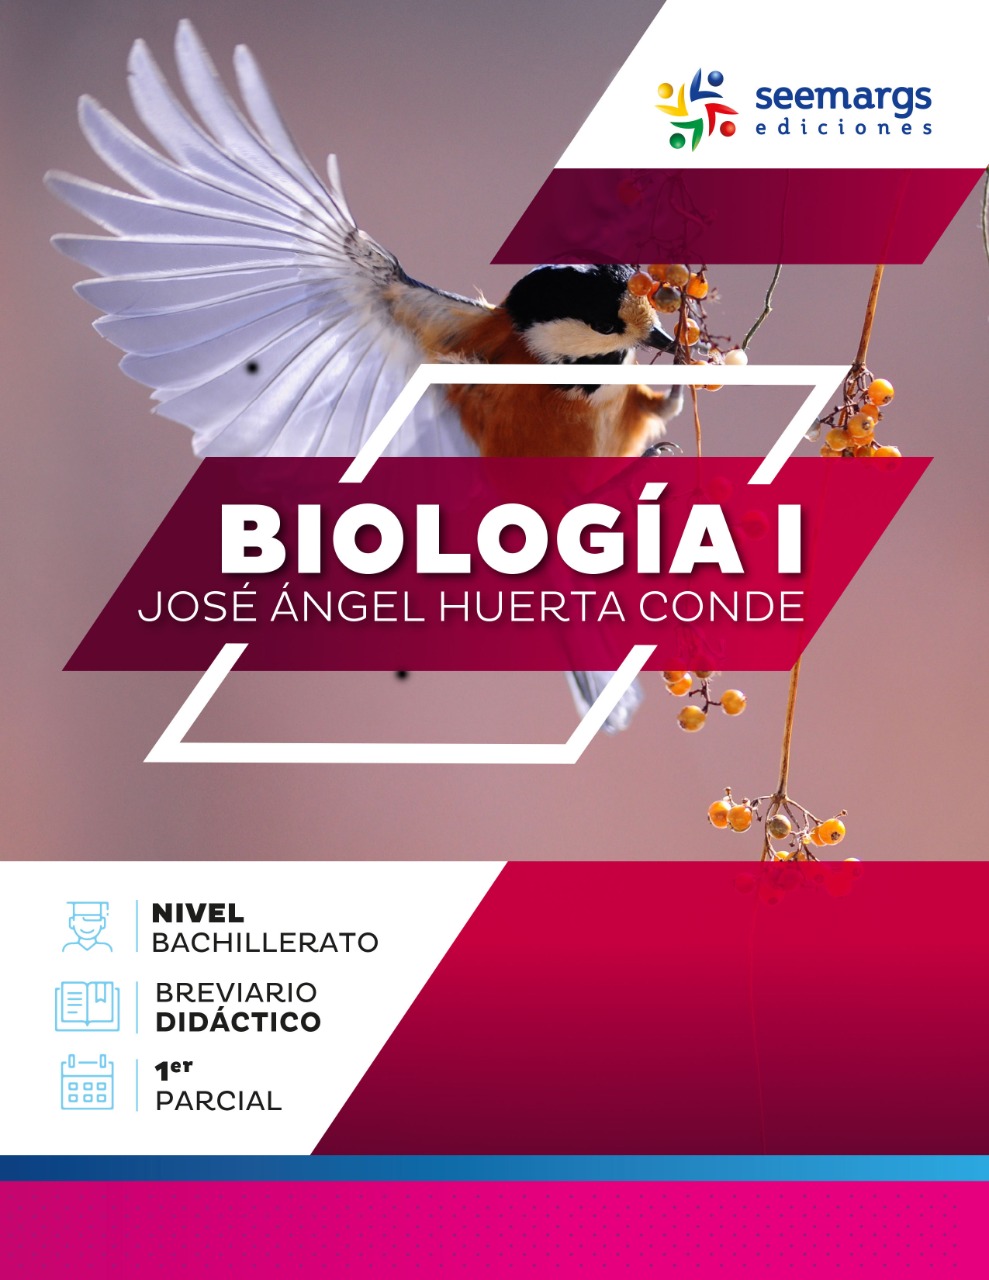 seemargs
ediciones
BIOLOGÍA I
JOSÉ ÁNGEL HUERTA CONDE
NIVEL
BACHILLERATO
BREVIARIO
DIDÁCTICO
1er
PARCIAL